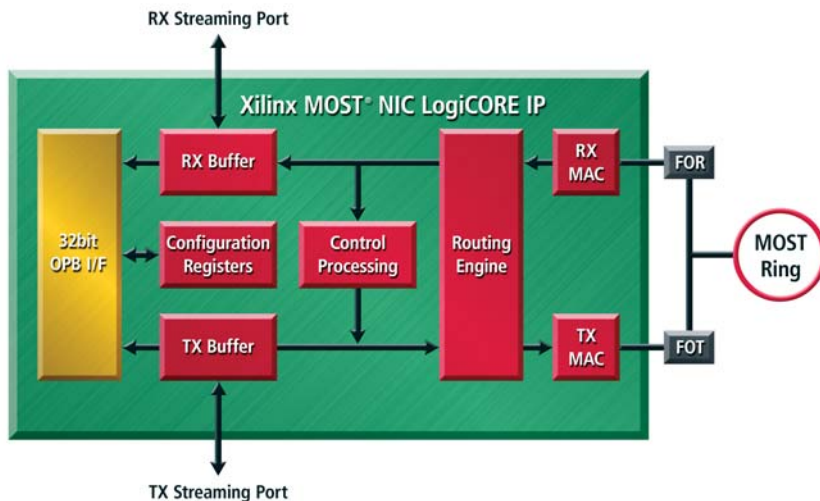 RX Streaming Port
Xilinx MOST® NIC LogiCORE IP
RX Buffer
RX
MAC
FOR
32bit
OPB I/F
Configuration
Registers
Control
Processing
Routing
Engine
MOST
Ring
TX Buffer
TX
MAC
FOT
TX Streaming Port